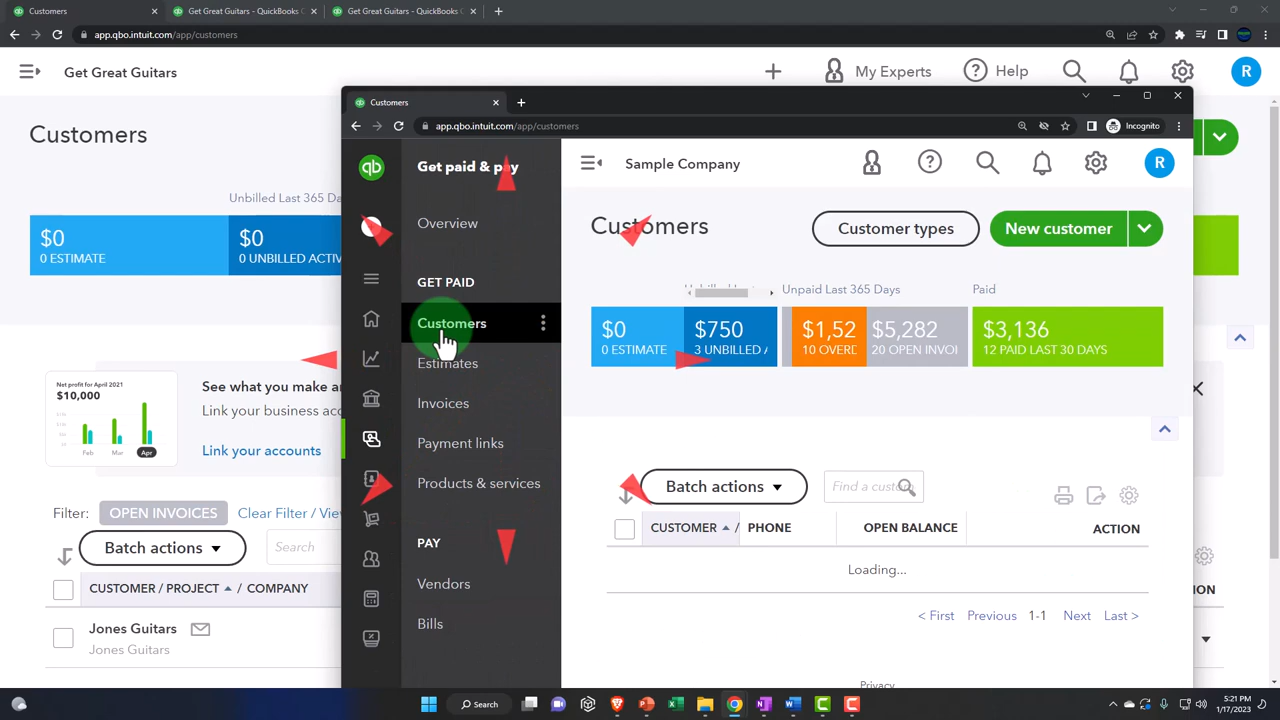 Customers
Get Great Guitars - QuickBooks
Get Great Guitars - QuickBooks
app.qbo.intuit.com/app/customers
Get Great Guitars
My Experts
Help
R
Customers
Unbilled Last 365 Da
$0
0 ESTIMATE
$0
0 UNBILLED ACTIV
Net profit for April 2021
$10,000
Feb Mar Apr
See what you make an
Link your business acc
Link your accounts
Filter: OPEN INVOICES Clear Filter / Vie
Batch actions
Search
CUSTOMER / PROJECT / COMPANY
Jones Guitars
Jones Guitars
ION
Customers
app.qbo.intuit.com/app/customers
Incognito
qb
Get paid & pay
Overview
GET PAID
Customers
Estimates
Invoices
Payment links
Products & services
PAY
Vendors
Bills
Sample Company
R
Customers
Customer types
New customer
Unpaid Last 365 Days
Paid
$0
0 ESTIMATE
$750
3 UNBILLED
$1,52
10 OVERD
$5,282
20 OPEN INVOI
$3,136
12 PAID LAST 30 DAYS
Batch actions
Find a custom
CUSTOMER / PHONE OPEN BALANCE ACTION
Loading...
< First Previous 1-1 Next Last >
Privacy
Search
5:21 PM
1/17/2023